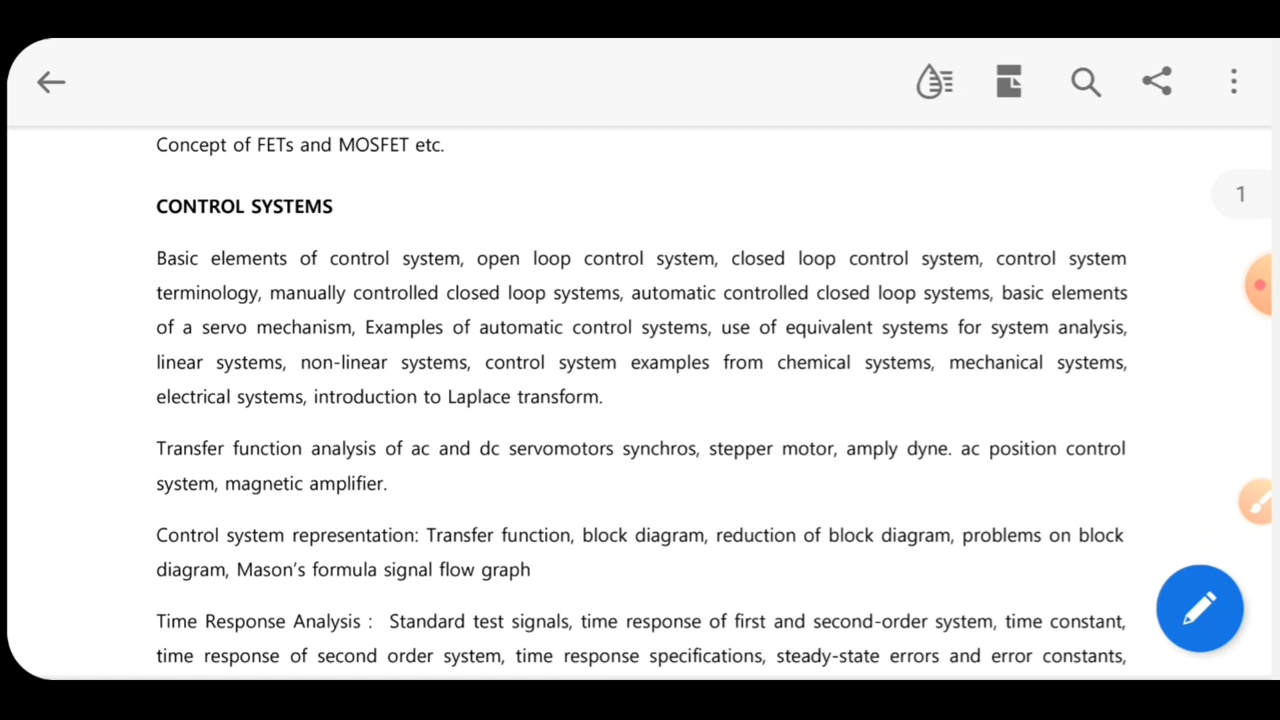 Concept of FETs and MOSFET etc.
1
CONTROL SYSTEMS
Basic elements of control system, open loop control system, closed loop control system, control system
terminology, manually controlled closed loop systems, automatic controlled closed loop systems, basic elements
of a servo mechanism, Examples of automatic control systems, use of equivalent systems for system analysis,
linear systems, non-linear systems, control system examples from chemical systems, mechanical systems,
electrical systems, introduction to Laplace transform.
Transfer function analysis of ac and dc servomotors synchros, stepper motor, amply dyne. ac position control
system, magnetic amplifier.
Control system representation: Transfer function, block diagram, reduction of block diagram, problems on block
diagram, Mason’s formula signal flow graph
Time Response Analysis : Standard test signals, time response of first and second-order system, time constant,
time response of second order system, time response specifications, steady-state errors and error constants,